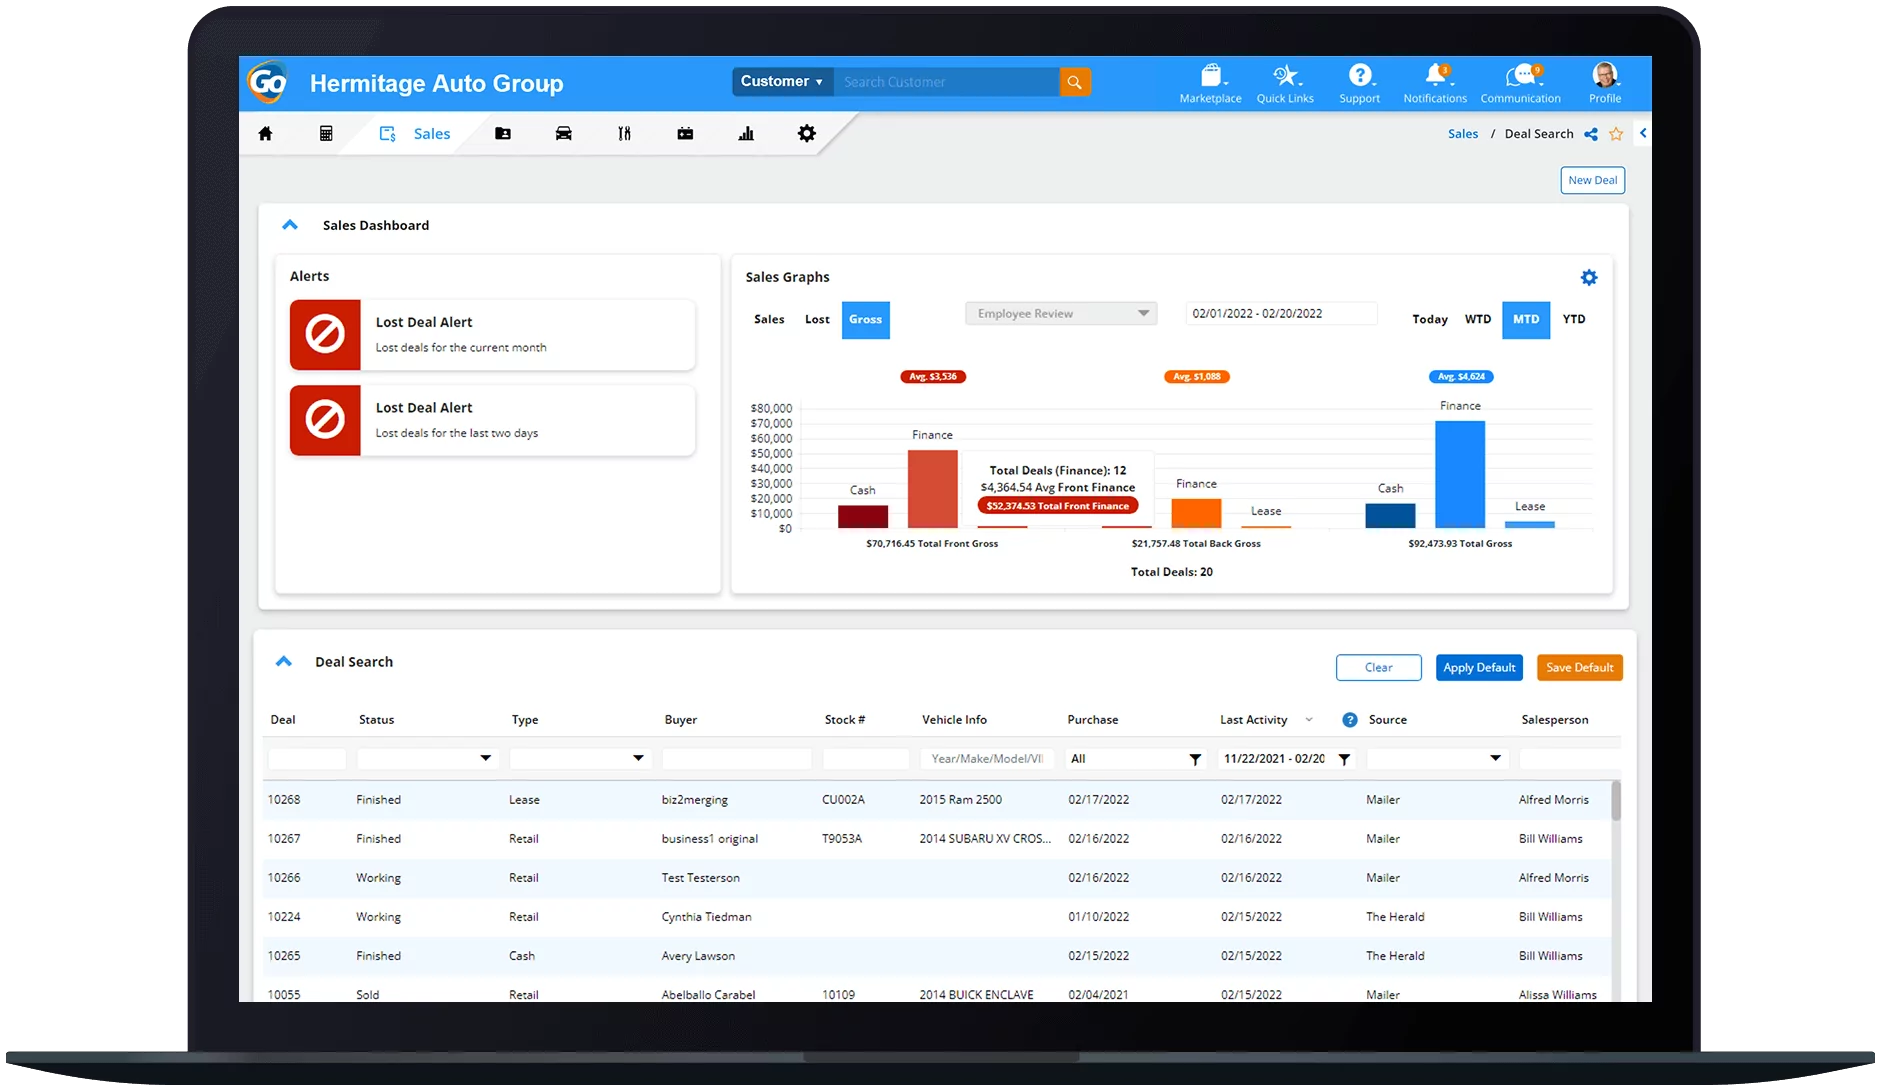 Go Hermitage Auto Group Customer Search Customer
3 9
Marketplace Quick Links Support Notifications Communication Profile
Sales
Sales / Deal Search
New Deal
Sales Dashboard
Alerts
Lost Deal Alert
Lost deals for the current month
Lost Deal Alert
Lost deals for the last two days
Sales Graphs
Sales Lost Gross Employee Review 02/01/2022 - 02/20/2022 Today WTD MTD YTD
Avg. $3,536 Avg. $1,088 Avg. $4,624
$80,000
$70,000
$60,000
$50,000
$40,000
$30,000
$20,000
$10,000
$0
Cash Finance
Total Deals (Finance): 12
$4,364.54 Avg Front Finance
$52,374.53 Total Front Finance
Finance Lease
Cash Finance Lease
$70,716.45 Total Front Gross $21,757.48 Total Back Gross $92,473.93 Total Gross
Total Deals: 20
Deal Search
Clear Apply Default Save Default
Deal Status Type Buyer Stock # Vehicle Info Purchase Last Activity ? Source Salesperson
Year/Make/Model/VI All 11/22/2021 - 02/20
10268 Finished Lease biz2merging CU002A 2015 Ram 2500 02/17/2022 02/17/2022 Mailer Alfred Morris
10267 Finished Retail business1 original T9053A 2014 SUBARU XV CROS... 02/16/2022 02/16/2022 Mailer Bill Williams
10266 Working Retail Test Testerson 02/16/2022 02/16/2022 Mailer Alfred Morris
10224 Working Retail Cynthia Tiedman 01/10/2022 02/15/2022 The Herald Bill Williams
10265 Finished Cash Avery Lawson 02/15/2022 02/15/2022 The Herald Bill Williams
10055 Sold Retail Abelballo Carabel 10109 2014 BUICK ENCLAVE 02/04/2021 02/15/2022 Mailer Alissa Williams